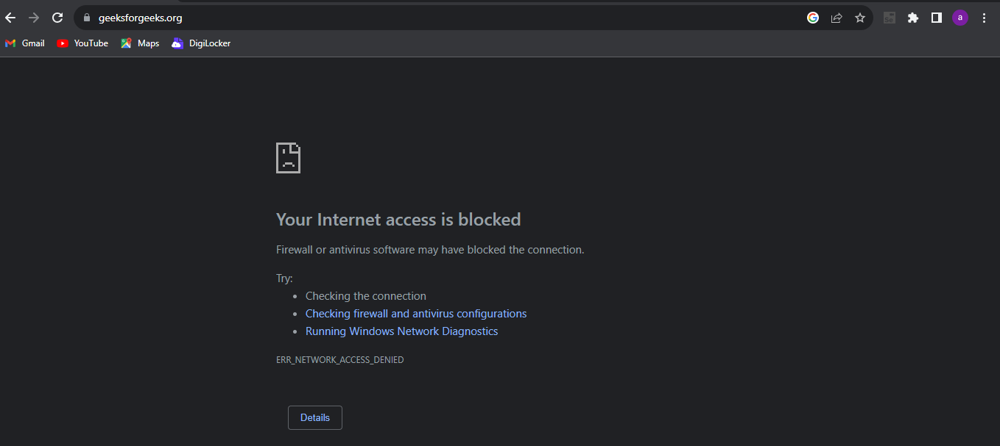 geeksforgeeks.org
a
Gmail YouTube Maps DigiLocker
Your Internet access is blocked
Firewall or antivirus software may have blocked the connection.
Try:
• Checking the connection
• Checking firewall and antivirus configurations
• Running Windows Network Diagnostics
ERR_NETWORK_ACCESS_DENIED
Details